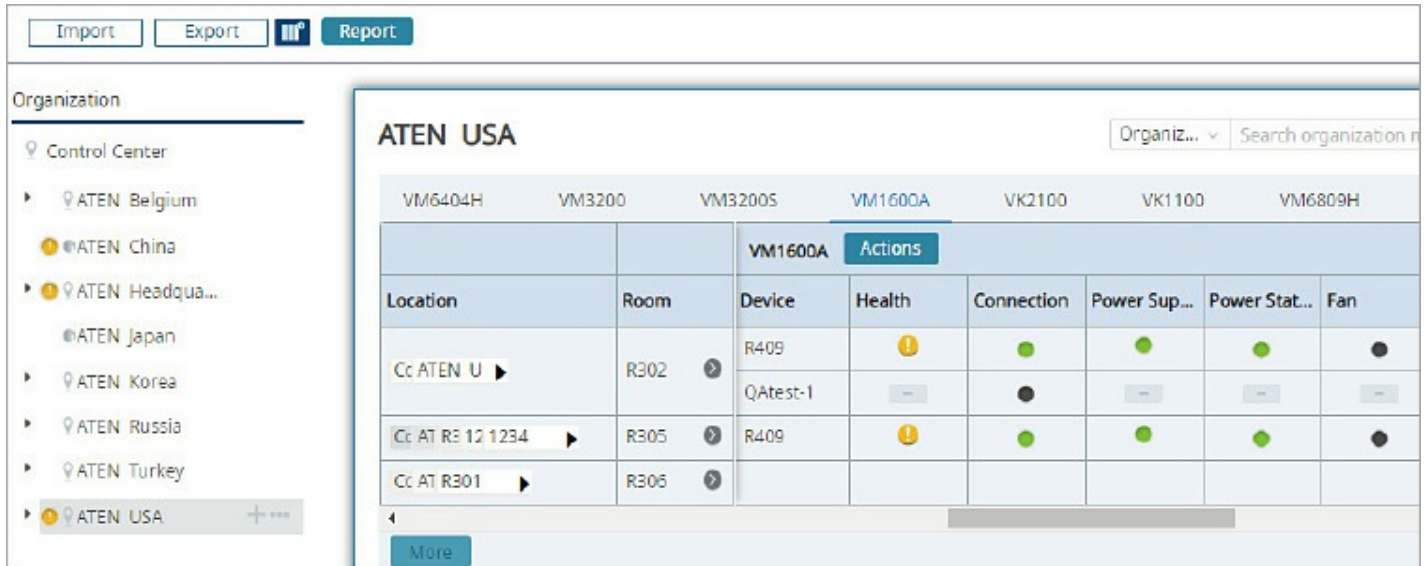 Import Export Report
Organization
Control Center
ATEN Belgium
ATEN China
ATEN Headqua...
ATEN Japan
ATEN Korea
ATEN Russia
ATEN Turkey
ATEN USA
ATEN USA
Organiz... Search organization n
VM6404H VM3200 VM3200S VM1600A VK2100 VK1100 VM6809H
VM1600A Actions
Location Room Device Health Connection Power Sup... Power Stat... Fan
Cc ATEN U R302 R409
QAtest-1 – – – –
Cc AT R3 12 1234 R305 R409
Cc AT R301 R306
More